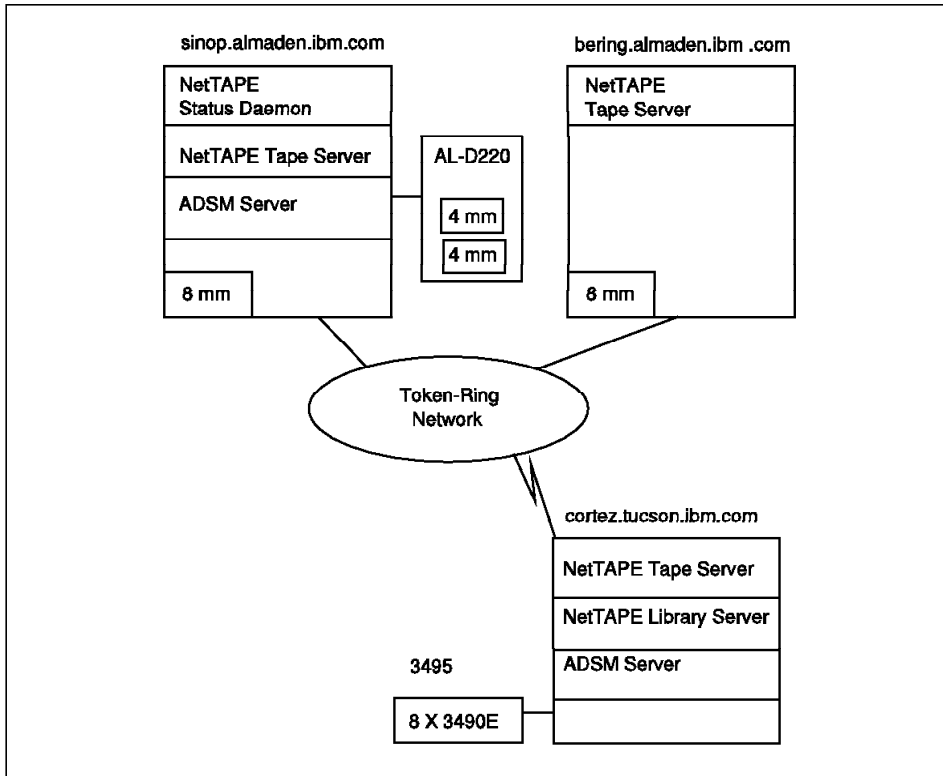 sinop.almaden.ibm.com
NetTAPE
Status Daemon
NetTAPE Tape Server
ADSM Server
8 mm
AL-D220
4 mm
4 mm
bering.almaden.ibm .com
NetTAPE
Tape Server
8 mm
Token-Ring
Network
cortez.tucson.ibm.com
NetTAPE Tape Server
NetTAPE Library Server
ADSM Server
3495
8 X 3490E